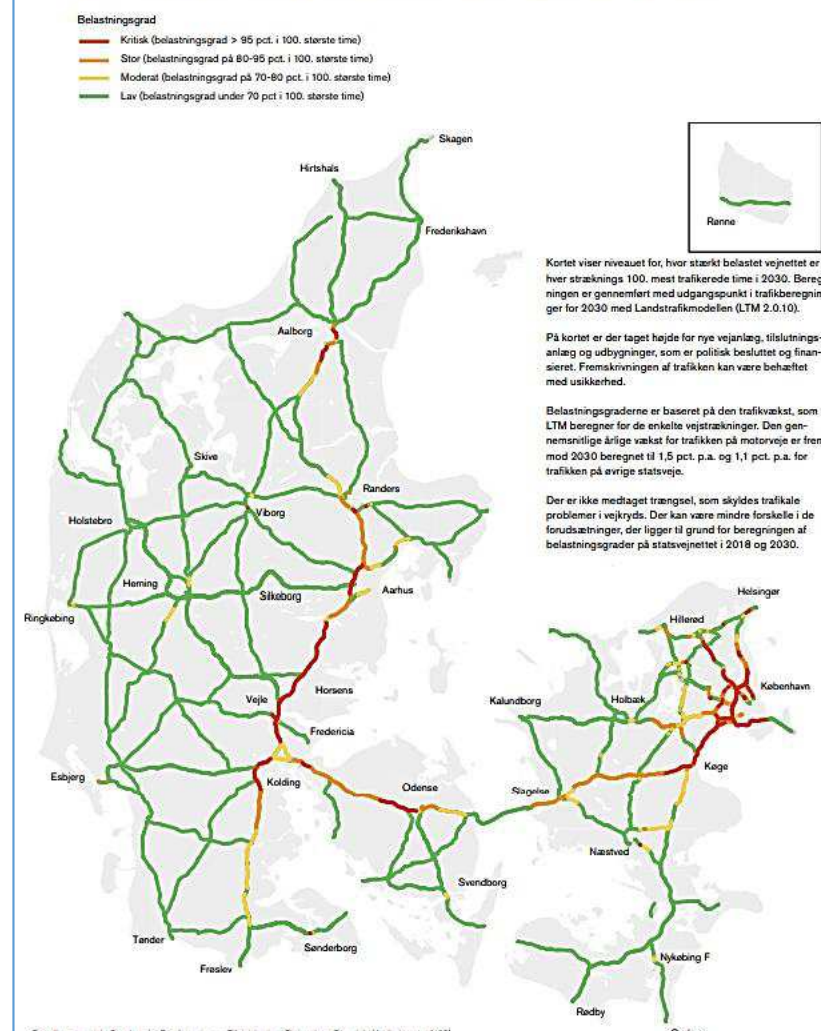 Belastningsgrad
Kritisk (belastningsgrad > 95 pct. i 100. største time)
Stor (belastningsgrad på 80-95 pct. i 100. største time)
Moderat (belastningsgrad på 70-80 pct. i 100. største time)
Lav (belastningsgrad under 70 pct i 100. største time)
Skagen
Hirtshals
Rønne
Frederikshavn
Kortet viser niveauet for, hvor stærkt belastet vejnettet er
hver stræknings 100. mest trafikerede time i 2030. Bereg
ningen er gennemført med udgangspunkt i trafikberegnin
ger for 2030 med Landstrafikmodellen (LTM 2.0.10).
Aalborg
På kortet er der taget højde for nye vejanlæg, tilslutnings-
anlæg og udbygninger, som er politisk besluttet og finan-
sieret. Fremskrivningen af trafikken kan være behæftet
med usikkerhed.
Belastningsgraderne er baseret på den trafikvækst, som
LTM beregner for de enkelte vejstrækninger. Den gen-
nemsnitlige årlige vækst for trafikken på motorveje er frem
mod 2030 beregnet til 1,5 pct. p.a. og 1,1 pct. p.a. for
trafikken på øvrige statsveje.
Der er ikke medtaget trængsel, som skyldes trafikale
problemer i vejkryds. Der kan være mindre forskelle i de
forudsætninger, der ligger til grund for beregningen af
belastningsgrader på statsvejnettet i 2018 og 2030.
Skive
Randers
Holstebro
Viborg
Herning
Silkeborg
Aarhus
Ringkøbing
Helsingør
Hillerød
Vejle
Horsens
Kalundborg
Holbæk
København
Fredericia
Esbjerg
Kolding
Odense
Slagelse
Køge
Næstved
Svendborg
Tønder
Sønderborg
Frøslev
Nykøbing F
Rødby